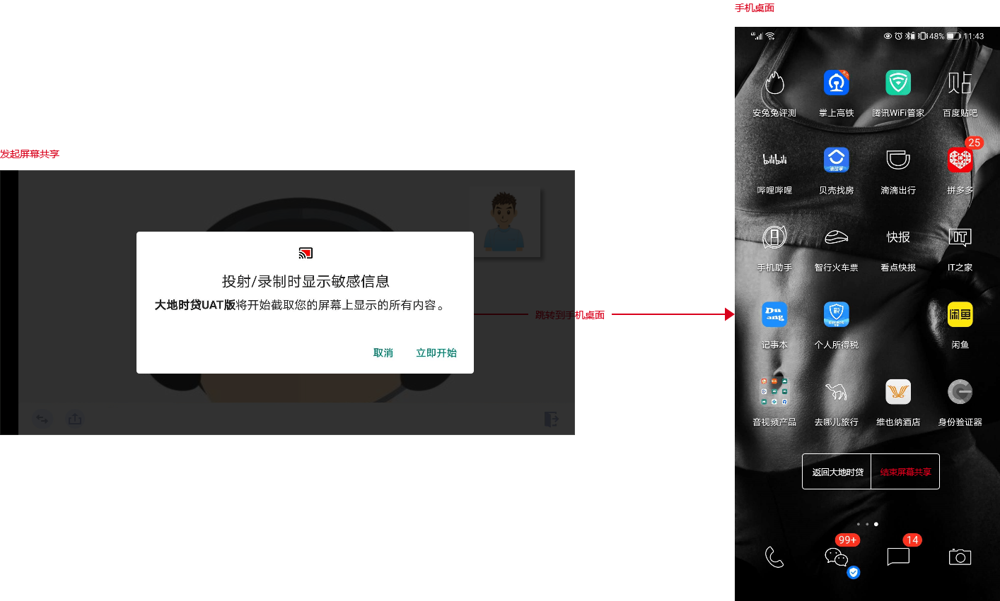 手机桌面
发起屏幕共享
投射/录制时显示敏感信息
大地时贷UAT版将开始截取您的屏幕上显示的所有内容。
取消 立即开始
跳转到手机桌面
48% 11:43
贴
安兔兔评测 掌上高铁 腾讯WiFi管家 百度贴吧
bilibili 25
哔哩哔哩 贝壳找房 滴滴出行 拼多多
快报 IT
手机助手 智行火车票 看点快报 IT之家
Du
ang 税 闲鱼
记事本 个人所得税 闲鱼
音视频产品 去哪儿旅行 维也纳酒店 身份验证器
返回大地时贷 结束屏幕共享
99+ 14